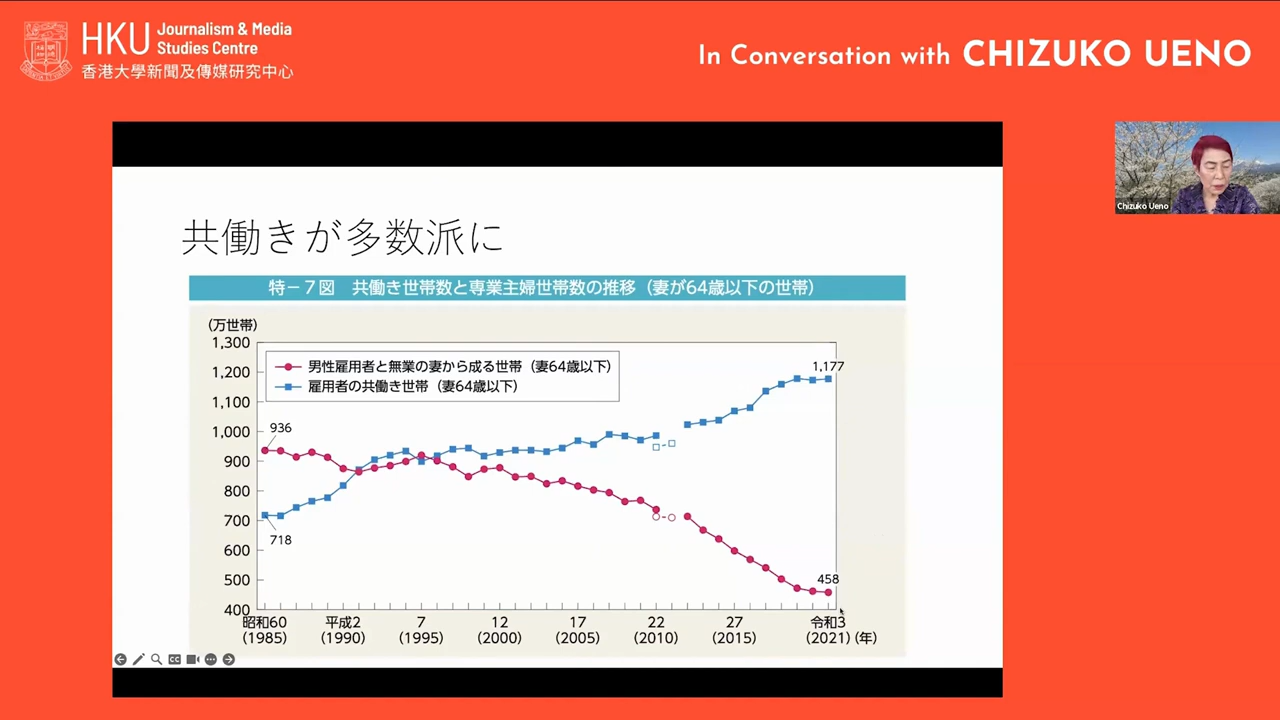 HKU Journalism & Media
Studies Centre
香港大學新聞及傳媒研究中心
In Conversation with CHIZUKO UENO
Chizuko Ueno
共働きが多数派に
特－７図 共働き世帯数と専業主婦世帯数の推移（妻が64歳以下の世帯）
（万世帯）
1,300
1,200
1,100
1,000
900
800
700
600
500
400
男性雇用者と無業の妻から成る世帯（妻64歳以下）
雇用者の共働き世帯（妻64歳以下）
936
718
1,177
458
昭和60 平成2 7 12 17 22 27 令和3
(1985) (1990) (1995) (2000) (2005) (2010) (2015) (2021) (年)